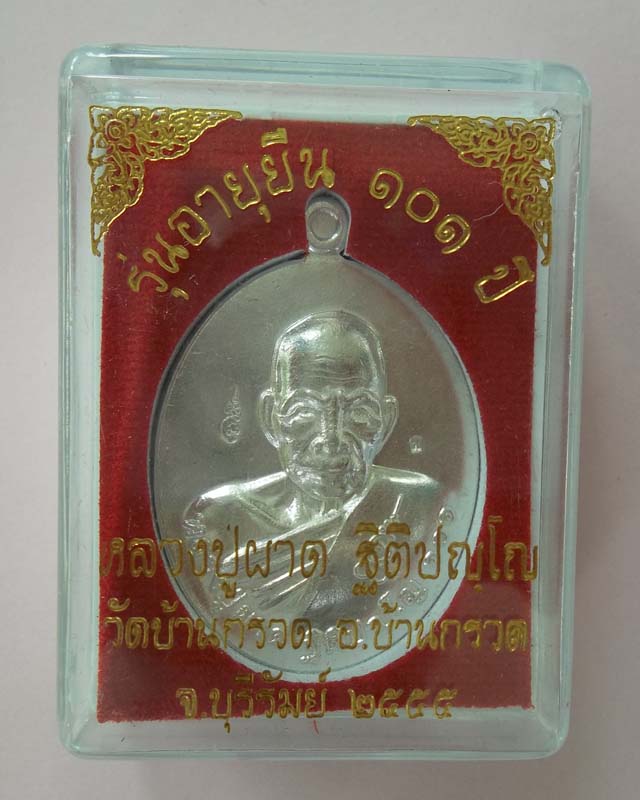 รุ่นอายุยืน ๑๐๑ ปี
หลวงปู่ผาด ฐิติปญฺโญ
วัดบ้านกรวด อ.บ้านกรวด
จ.บุรีรัมย์ ๒๕๕๕